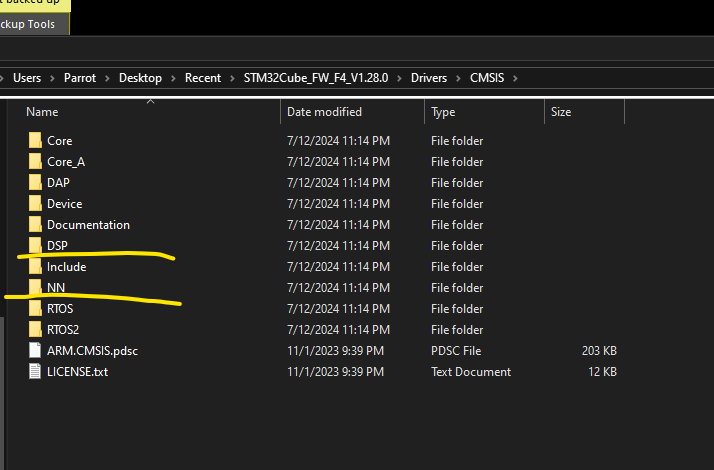 ckup Tools
Users > Parrot > Desktop > Recent > STM32Cube_FW_F4_V1.28.0 > Drivers > CMSIS >
Name Date modified Type Size
Core 7/12/2024 11:14 PM File folder
Core_A 7/12/2024 11:14 PM File folder
DAP 7/12/2024 11:14 PM File folder
Device 7/12/2024 11:14 PM File folder
Documentation 7/12/2024 11:14 PM File folder
DSP 7/12/2024 11:14 PM File folder
Include 7/12/2024 11:14 PM File folder
NN 7/12/2024 11:14 PM File folder
RTOS 7/12/2024 11:14 PM File folder
RTOS2 7/12/2024 11:14 PM File folder
ARM.CMSIS.pdsc 11/1/2023 9:39 PM PDSC File 203 KB
LICENSE.txt 11/1/2023 9:39 PM Text Document 12 KB